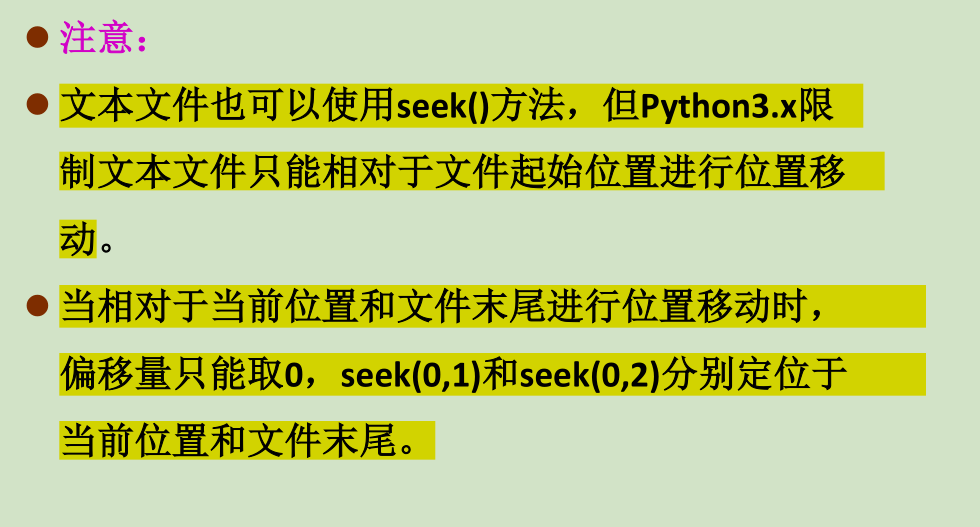 注意：
文本文件也可以使用seek()方法，但Python3.x限
制文本文件只能相对于文件起始位置进行位置移
动。
当相对于当前位置和文件末尾进行位置移动时，
偏移量只能取0，seek(0,1)和seek(0,2)分别定位于
当前位置和文件末尾。